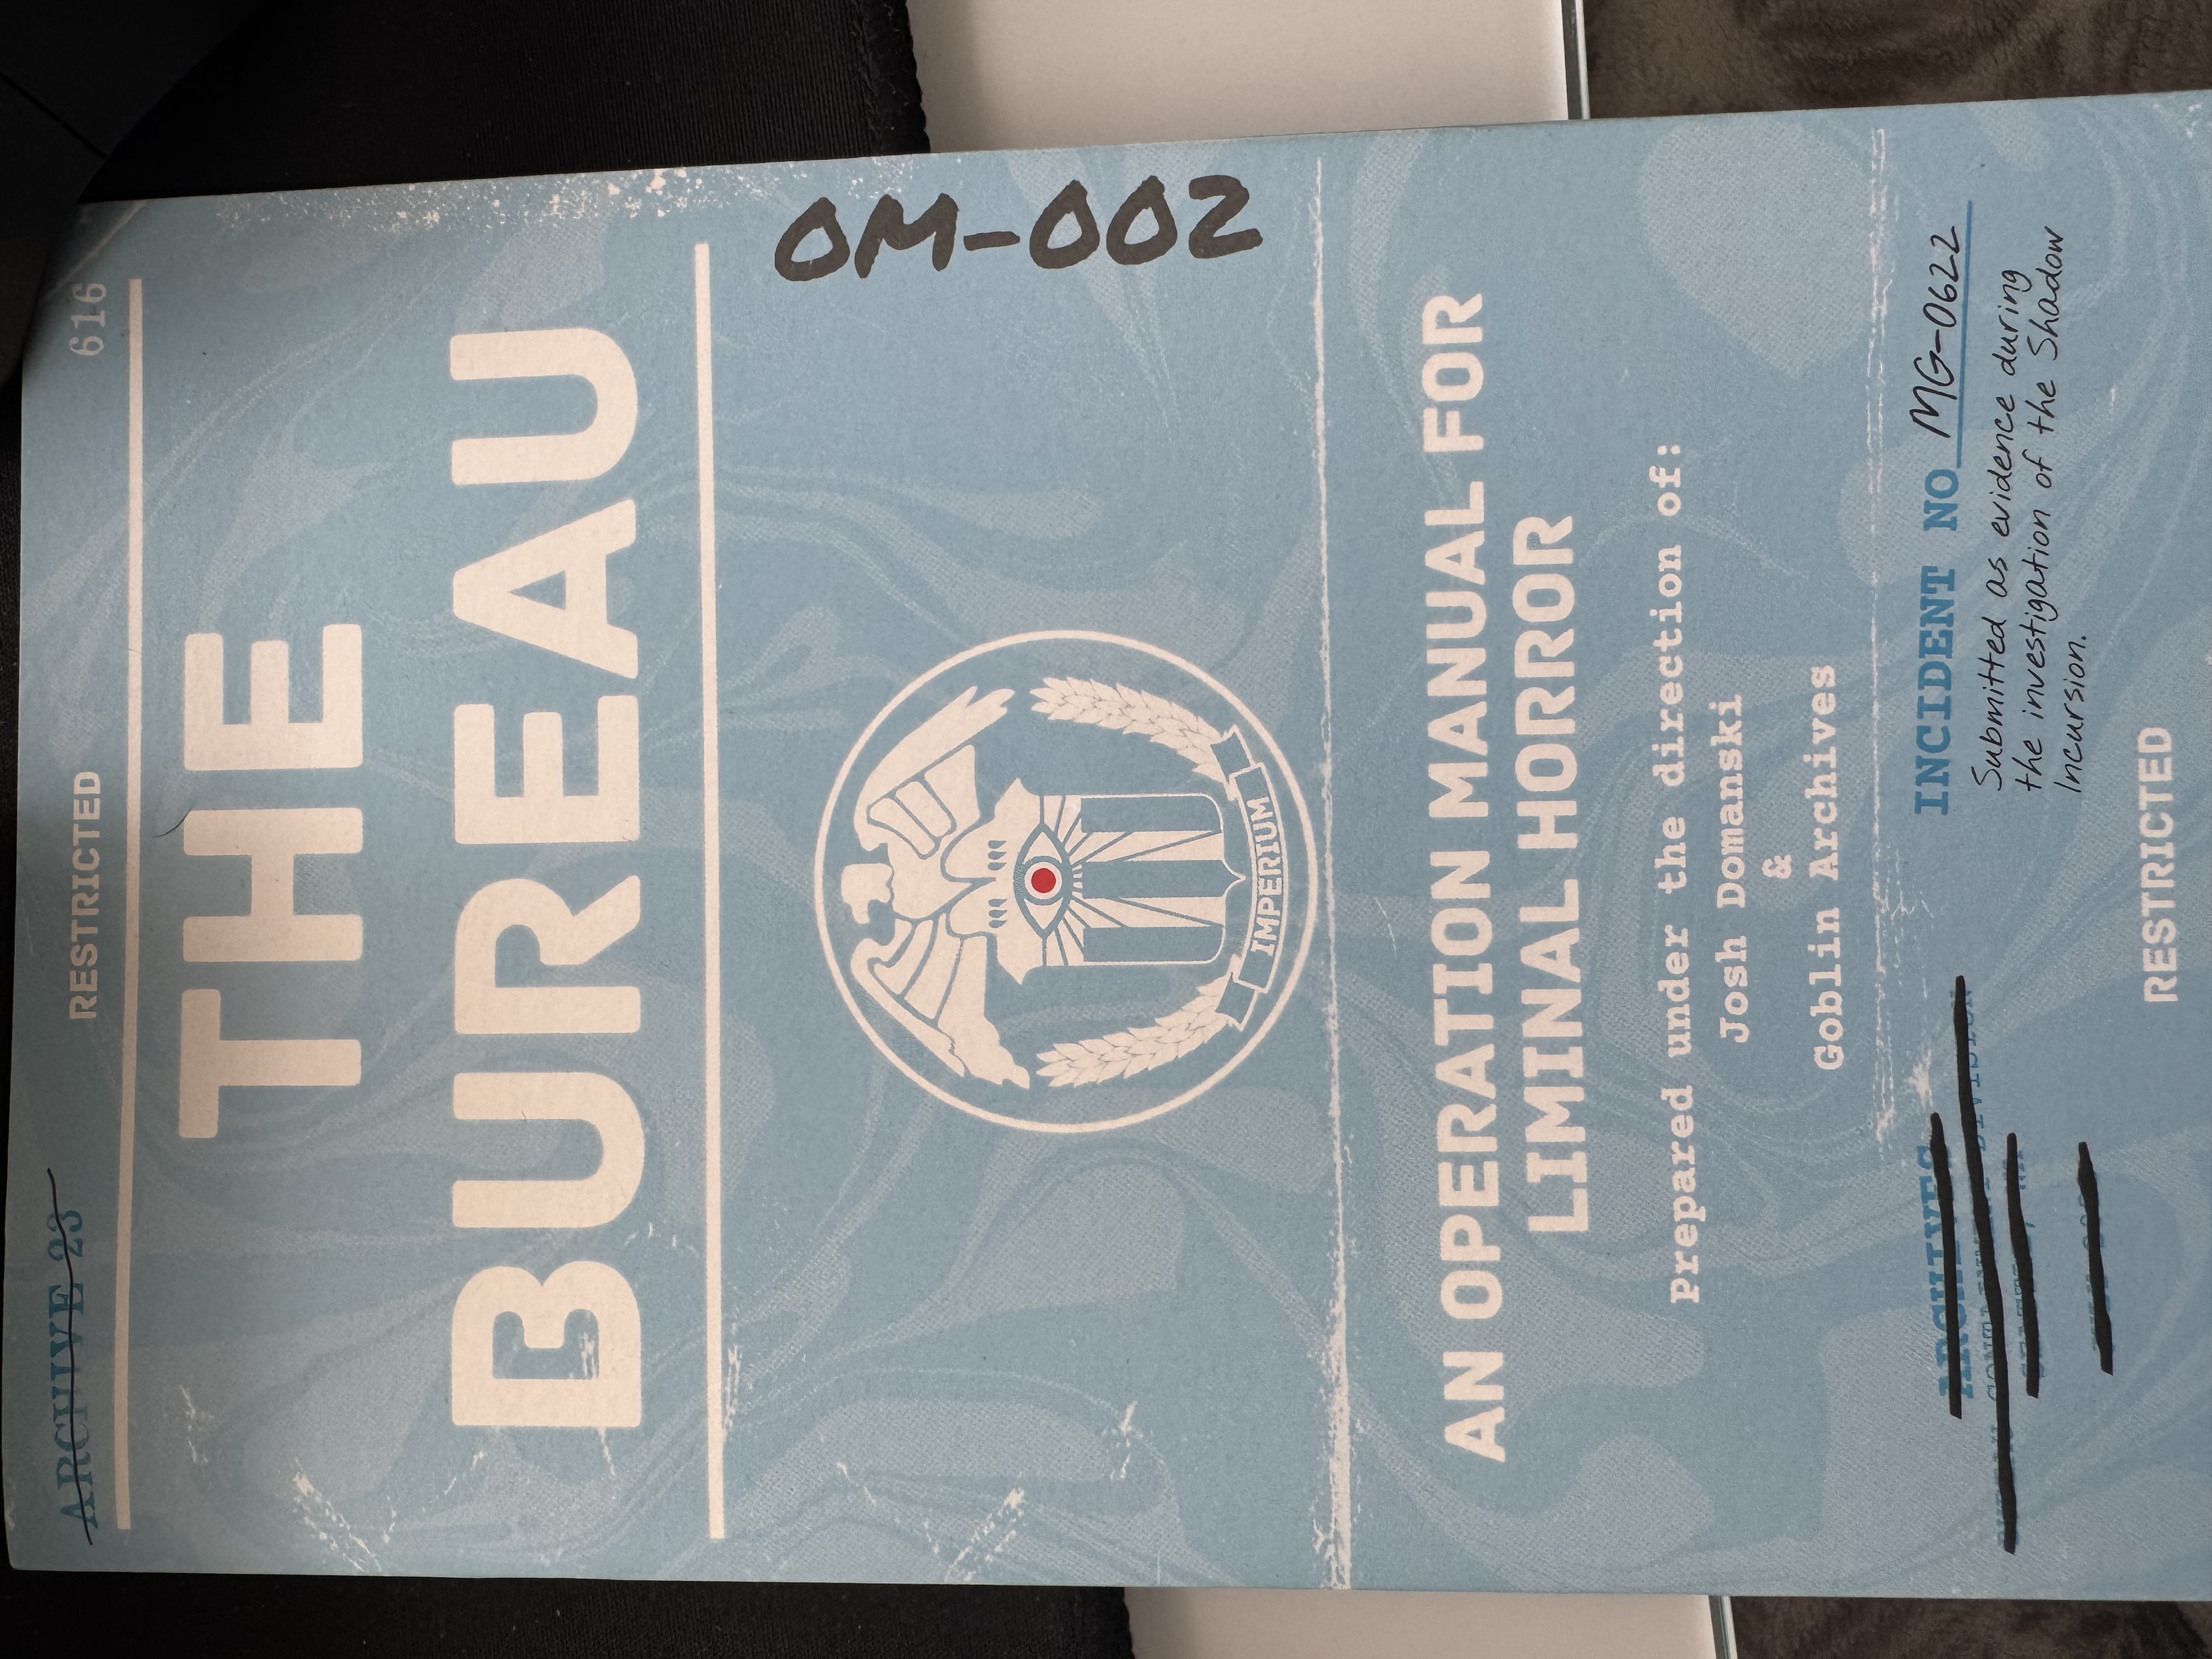 ARCHIVE 23
RESTRICTED
616
THE
BUREAU
OM-002
IMPERIUM
AN OPERATION MANUAL FOR
LIMINAL HORROR
Prepared under the direction of:
Josh Domanski
&
Goblin Archives
ARCHIVES
INCIDENT NO MG-0622
Submitted as evidence during
the investigation of the Shadow
Incursion.
RESTRICTED